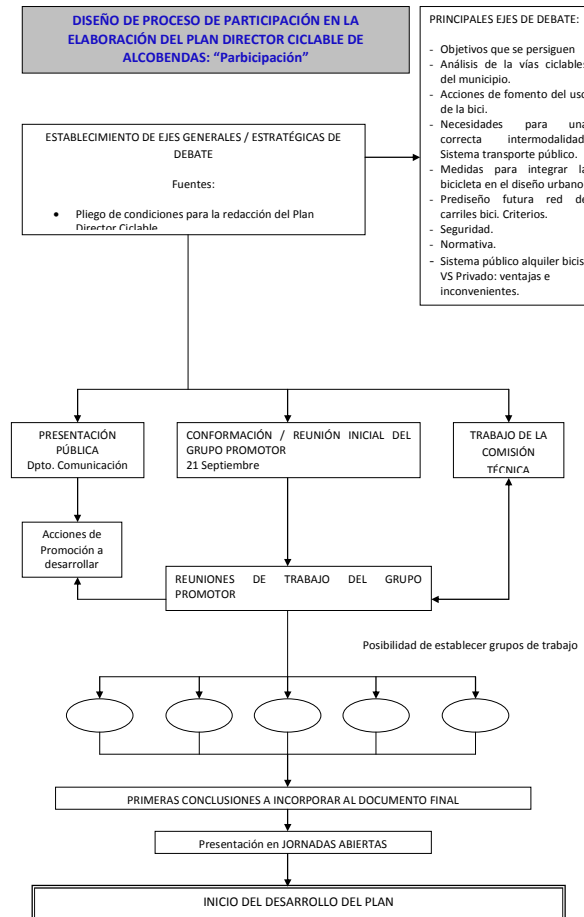 DISEÑO DE PROCESO DE PARTICIPACIÓN EN LA
ELABORACIÓN DEL PLAN DIRECTOR CICLABLE DE
ALCOBENDAS: “Parbicipación”
PRINCIPALES EJES DE DEBATE:
- Objetivos que se persiguen
- Análisis de la vías ciclables
del municipio.
- Acciones de fomento del uso
de la bici.
- Necesidades para una
correcta intermodalidad
Sistema transporte público.
- Medidas para integrar la
bicicleta en el diseño urbano
- Prediseño futura red de
carriles bici. Criterios.
- Seguridad.
- Normativa.
- Sistema público alquiler bicis
VS Privado: ventajas e
inconvenientes.
ESTABLECIMIENTO DE EJES GENERALES / ESTRATÉGICAS DE
DEBATE
Fuentes:
• Pliego de condiciones para la redacción del Plan
Director Ciclable
PRESENTACIÓN
PÚBLICA
Dpto. Comunicación
CONFORMACIÓN / REUNIÓN INICIAL DEL
GRUPO PROMOTOR
21 Septiembre
TRABAJO DE LA
COMISIÓN
TÉCNICA
Acciones de
Promoción a
desarrollar
REUNIONES DE TRABAJO DEL GRUPO
PROMOTOR
Posibilidad de establecer grupos de trabajo
PRIMERAS CONCLUSIONES A INCORPORAR AL DOCUMENTO FINAL
Presentación en JORNADAS ABIERTAS
INICIO DEL DESARROLLO DEL PLAN